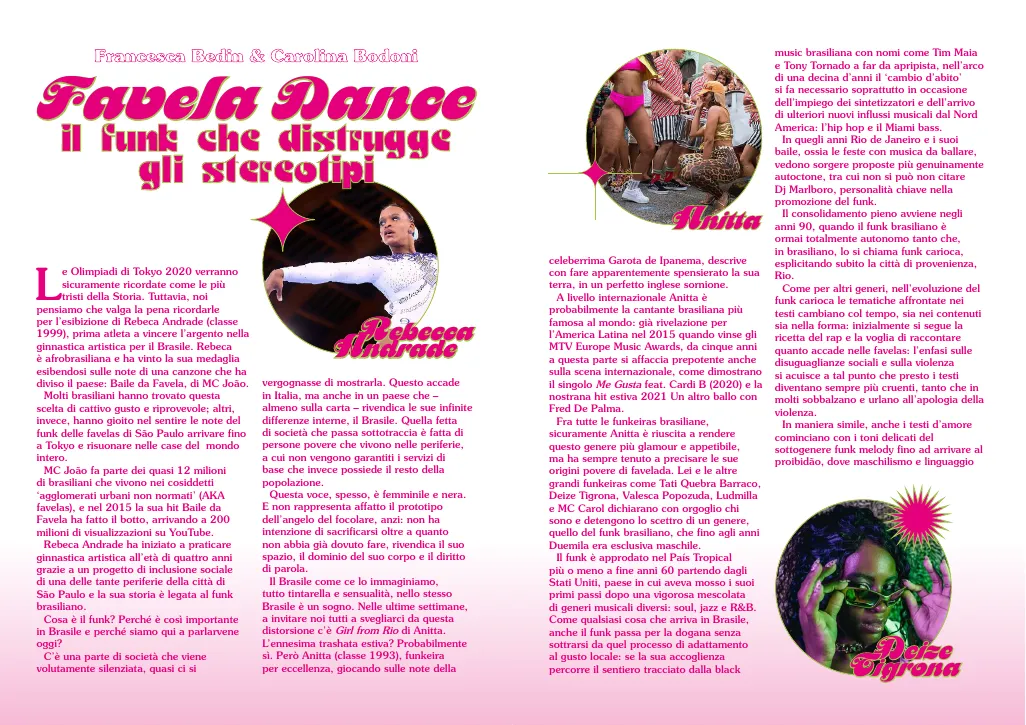 Francesca Bedin & Carolina Bodoni
Favela Dance
il funk che distrugge
gli stereotipi
Le Olimpiadi di Tokyo 2020 verranno
sicuramente ricordate come le più
tristi della Storia. Tuttavia, noi
pensiamo che valga la pena ricordarle
per l'esibizione di Rebeca Andrade (classe
1999), prima atleta a vincere l'argento nella
ginnastica artistica per il Brasile. Rebeca
è afrobrasiliana e ha vinto la sua medaglia
esibendosi sulle note di una canzone che ha
diviso il paese: Baile da Favela, di MC João.
Molti brasiliani hanno trovato questa
scelta di cattivo gusto e riprovevole; altri,
invece, hanno gioito nel sentire le note del
funk delle favelas di São Paulo arrivare fino
a Tokyo e risuonare nelle case del mondo
intero.
MC João fa parte dei quasi 12 milioni
di brasiliani che vivono nei cosiddetti
‘agglomerati urbani non normati’ (AKA
favelas), e nel 2015 la sua hit Baile da
Favela ha fatto il botto, arrivando a 200
milioni di visualizzazioni su YouTube.
Rebeca Andrade ha iniziato a praticare
ginnastica artistica all'età di quattro anni
grazie a un progetto di inclusione sociale
di una delle tante periferie della città di
São Paulo e la sua storia è legata al funk
brasiliano.
Cosa è il funk? Perché è così importante
in Brasile e perché siamo qui a parlarvene
oggi?
C'è una parte di società che viene
volutamente silenziata, quasi ci si
Rebecca
Andrade
vergognasse di mostrarla. Questo accade
in Italia, ma anche in un paese che –
almeno sulla carta – rivendica le sue infinite
differenze interne, il Brasile. Quella fetta
di società che passa sottotraccia è fatta di
persone povere che vivono nelle periferie,
a cui non vengono garantiti i servizi di
base che invece possiede il resto della
popolazione.
Questa voce, spesso, è femminile e nera.
E non rappresenta affatto il prototipo
dell'angelo del focolare, anzi: non ha
intenzione di sacrificarsi oltre a quanto
non abbia già dovuto fare, rivendica il suo
spazio, il dominio del suo corpo e il diritto
di parola.
Il Brasile come ce lo immaginiamo,
tutto tintarella e sensualità, nello stesso
Brasile è un sogno. Nelle ultime settimane,
a invitare noi tutti a svegliarci da questa
distorsione c'è Girl from Rio di Anitta.
L'ennesima trashata estiva? Probabilmente
sì. Però Anitta (classe 1993), funkeira
per eccellenza, giocando sulle note della
Anitta
celeberrima Garota de Ipanema, descrive
con fare apparentemente spensierato la sua
terra, in un perfetto inglese sornione.
A livello internazionale Anitta è
probabilmente la cantante brasiliana più
famosa al mondo: già rivelazione per
l'America Latina nel 2015 quando vinse gli
MTV Europe Music Awards, da cinque anni
a questa parte si affaccia prepotente anche
sulla scena internazionale, come dimostrano
il singolo Me Gusta feat. Cardi B (2020) e la
nostrana hit estiva 2021 Un altro ballo con
Fred De Palma.
Fra tutte le funkeiras brasiliane,
sicuramente Anitta è riuscita a rendere
questo genere più glamour e appetibile,
ma ha sempre tenuto a precisare le sue
origini povere di favelada. Lei e le altre
grandi funkeiras come Tati Quebra Barraco,
Deize Tigrona, Valesca Popozuda, Ludmilla
e MC Carol dichiarano con orgoglio chi
sono e detengono lo scettro di un genere,
quello del funk brasiliano, che fino agli anni
Duemila era esclusiva maschile.
Il funk è approdato nel País Tropical
più o meno a fine anni 60 partendo dagli
Stati Uniti, paese in cui aveva mosso i suoi
primi passi dopo una vigorosa mescolata
di generi musicali diversi: soul, jazz e R&B.
Come qualsiasi cosa che arriva in Brasile,
anche il funk passa per la dogana senza
sottrarsi da quel processo di adattamento
al gusto locale: se la sua accoglienza
percorre il sentiero tracciato dalla black
music brasiliana con nomi come Tim Maia
e Tony Tornado a far da apripista, nell'arco
di una decina d'anni il ‘cambio d'abito’
si fa necessario soprattutto in occasione
dell'impiego dei sintetizzatori e dell'arrivo
di ulteriori nuovi influssi musicali dal Nord
America: l'hip hop e il Miami bass.
In quegli anni Rio de Janeiro e i suoi
baile, ossia le feste con musica da ballare,
vedono sorgere proposte più genuinamente
autoctone, tra cui non si può non citare
Dj Marlboro, personalità chiave nella
promozione del funk.
Il consolidamento pieno avviene negli
anni 90, quando il funk brasiliano è
ormai totalmente autonomo tanto che,
in brasiliano, lo si chiama funk carioca,
esplicitando subito la città di provenienza,
Rio.
Come per altri generi, nell'evoluzione del
funk carioca le tematiche affrontate nei
testi cambiano col tempo, sia nei contenuti
sia nella forma: inizialmente si segue la
ricetta del rap e la voglia di raccontare
quanto accade nelle favelas: l'enfasi sulle
disuguaglianze sociali e sulla violenza
si acuisce a tal punto che presto i testi
diventano sempre più cruenti, tanto che in
molti sobbalzano e urlano all'apologia della
violenza.
In maniera simile, anche i testi d'amore
cominciano con i toni delicati del
sottogenere funk melody fino ad arrivare al
proibidão, dove maschilismo e linguaggio
Deize
Tigrona